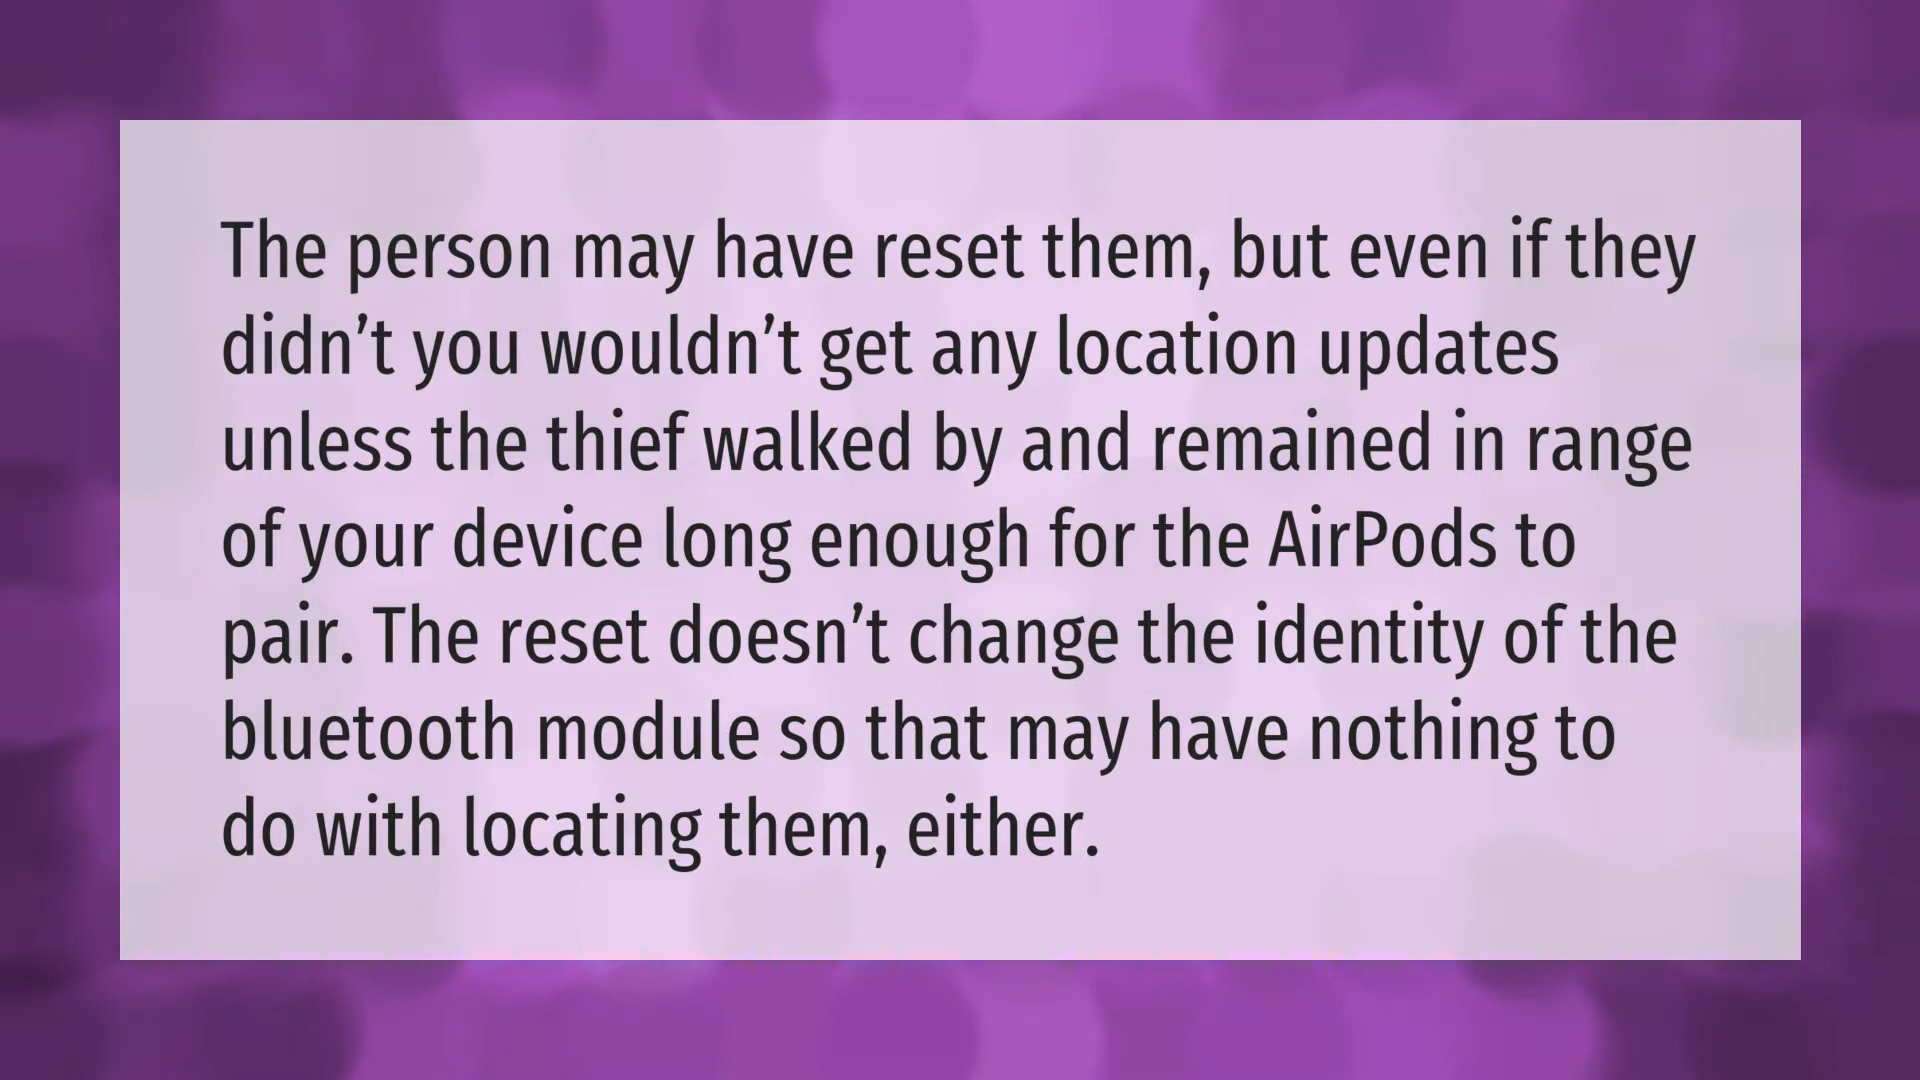 The person may have reset them, but even if they
didn’t you wouldn’t get any location updates
unless the thief walked by and remained in range
of your device long enough for the AirPods to
pair. The reset doesn’t change the identity of the
bluetooth module so that may have nothing to
do with locating them, either.